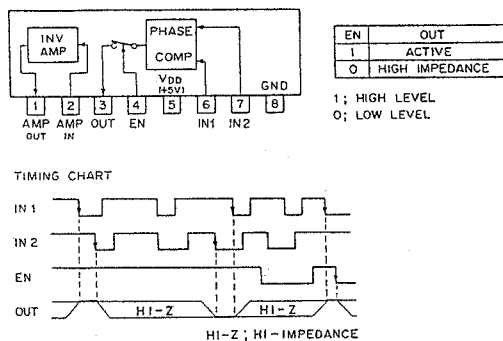 INV
AMP
PHASE
COMP
VDD
(+5V)
GND
1 2 3 4 5 6 7 8
AMP OUT
AMP IN
OUT
EN
IN1
IN2
EN OUT
1 ACTIVE
0 HIGH IMPEDANCE
1; HIGH LEVEL
0; LOW LEVEL
TIMING CHART
IN 1
IN 2
EN
OUT
HI-Z
HI-Z
HI-Z ; HI-IMPEDANCE